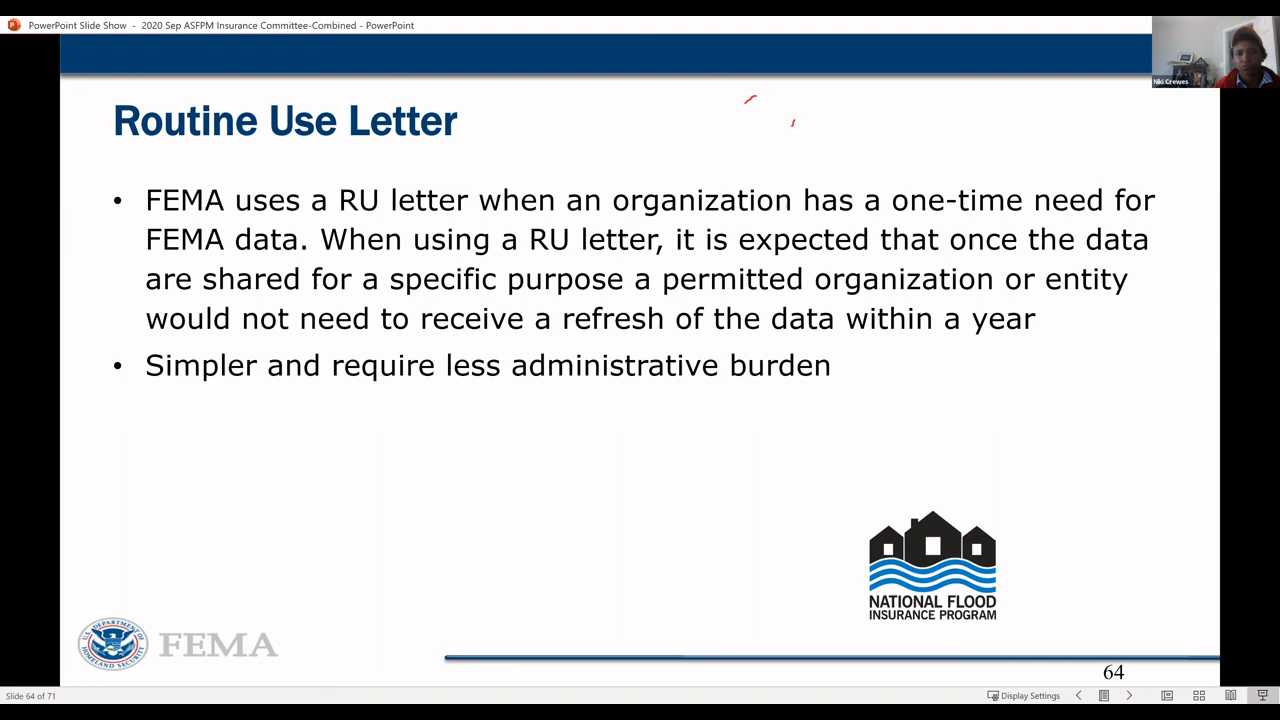 PowerPoint Slide Show - 2020 Sep ASFPM Insurance Committee-Combined - PowerPoint
Niki Crewes
Routine Use Letter
• FEMA uses a RU letter when an organization has a one-time need for
FEMA data. When using a RU letter, it is expected that once the data
are shared for a specific purpose a permitted organization or entity
would not need to receive a refresh of the data within a year
• Simpler and require less administrative burden
NATIONAL FLOOD
INSURANCE PROGRAM
U.S. DEPARTMENT OF
HOMELAND SECURITY
FEMA
64
Slide 64 of 71
Display Settings